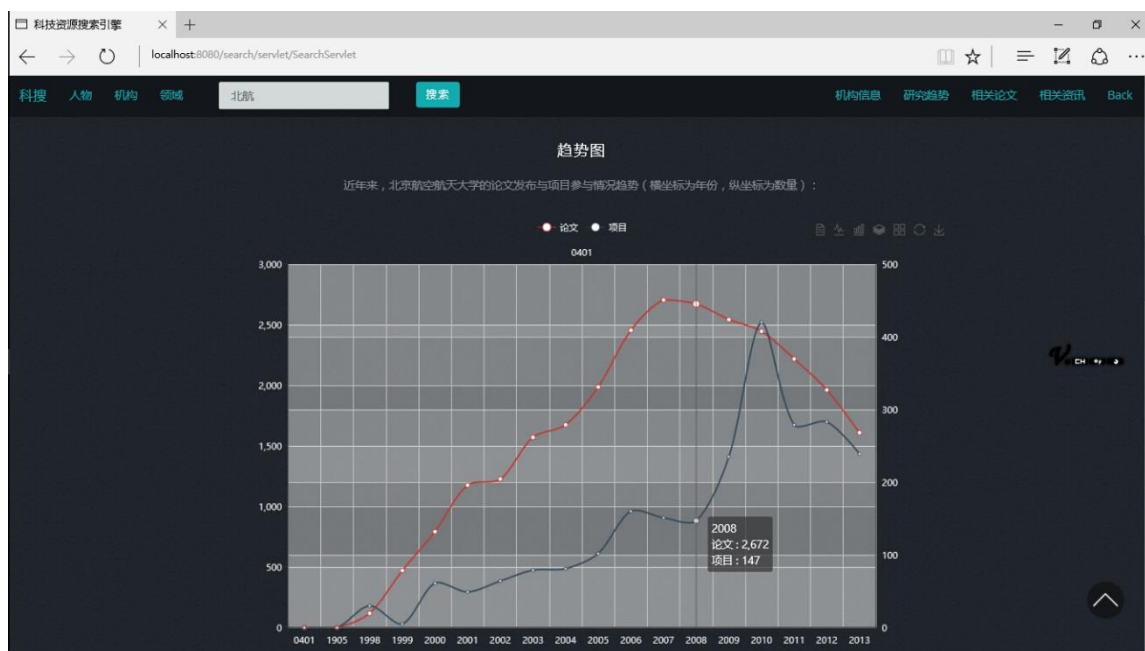 科技资源搜索引擎
localhost:8080/search/servlet/SearchServlet
科搜 人物 机构 领域 北航 搜索 机构信息 研究趋势 相关论文 相关资讯 Back
趋势图
近年来，北京航空航天大学的论文发布与项目参与情况趋势（横坐标为年份，纵坐标为数量）：
论文 项目
0401
3,000 500
2,500
400
2,000
300
1,500
200
1,000
2008
论文 : 2,672
项目 : 147
500 100
0 0
0401 1905 1998 1999 2000 2001 2002 2003 2004 2005 2006 2007 2008 2009 2010 2011 2012 2013